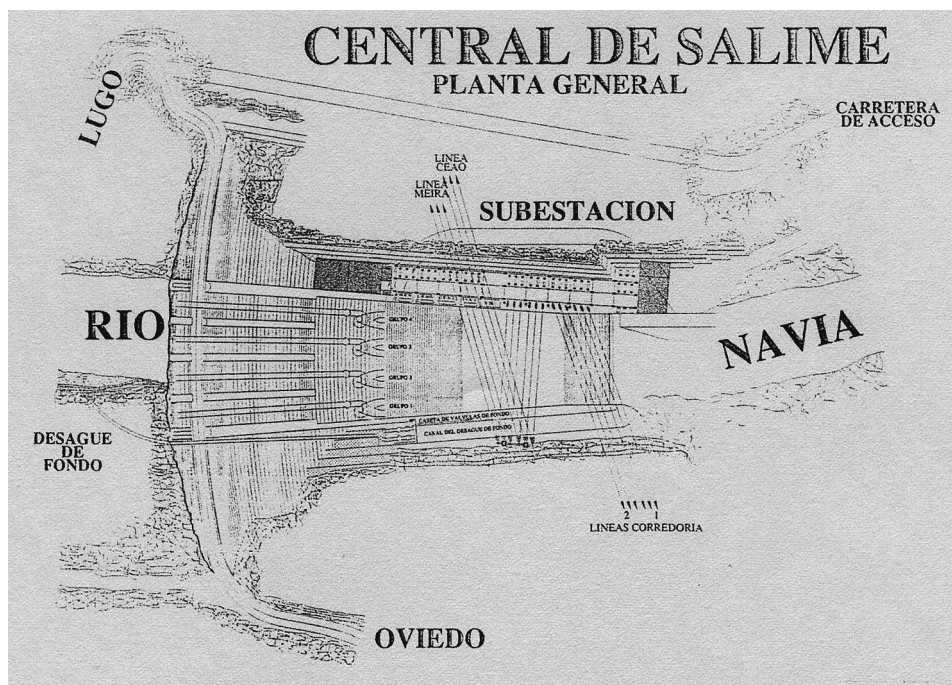 CENTRAL DE SALIME
PLANTA GENERAL
LUGO
CARRETERA
DE ACCESO
LINEA
CEAO
LINEA
MEIRA
SUBESTACION
RIO
NAVIA
GRUPO 4
GRUPO 3
GRUPO 2
GRUPO 1
CASETA DE VALVULAS DE FONDO
CANAL DEL DESAGUE DE FONDO
DESAGUE
DE
FONDO
2 1
LINEAS CORREDORIA
OVIEDO